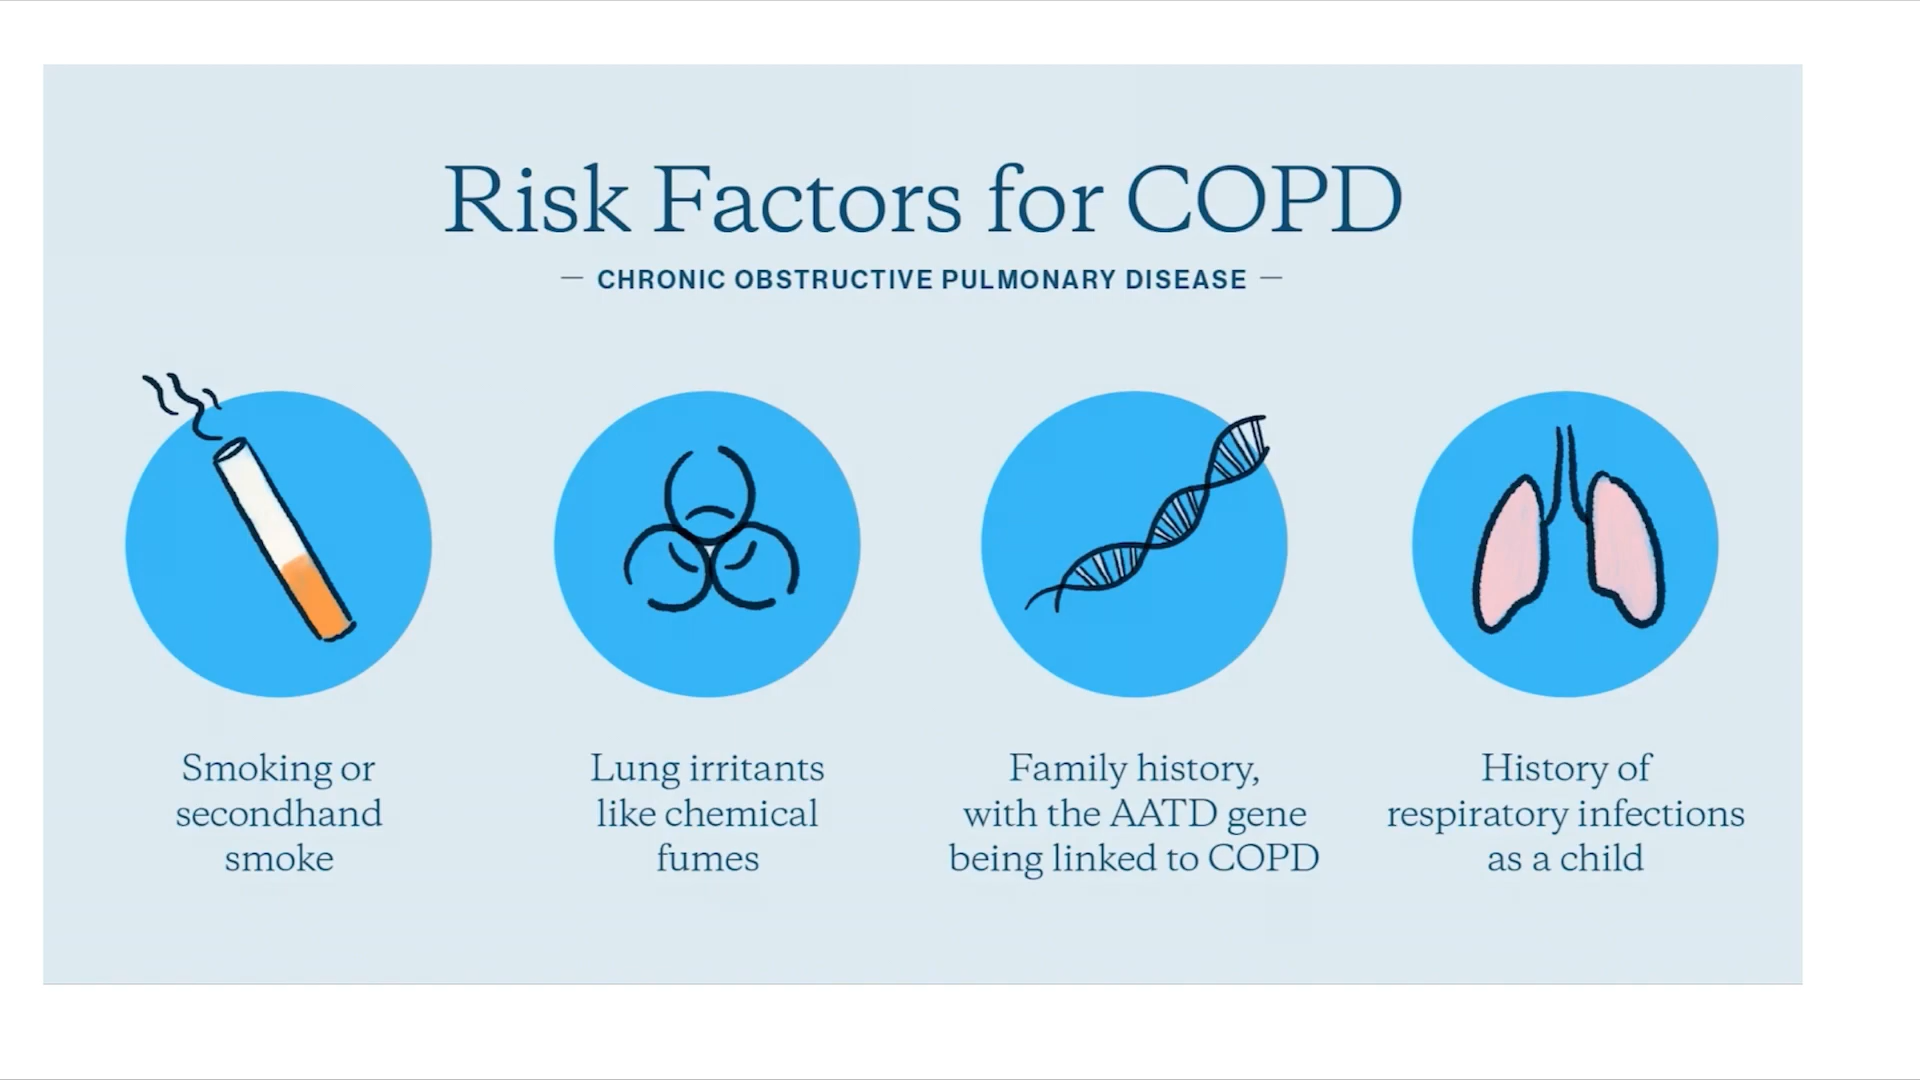 Risk Factors for COPD
— CHRONIC OBSTRUCTIVE PULMONARY DISEASE —
Smoking or
secondhand
smoke
Lung irritants
like chemical
fumes
Family history,
with the AATD gene
being linked to COPD
History of
respiratory infections
as a child